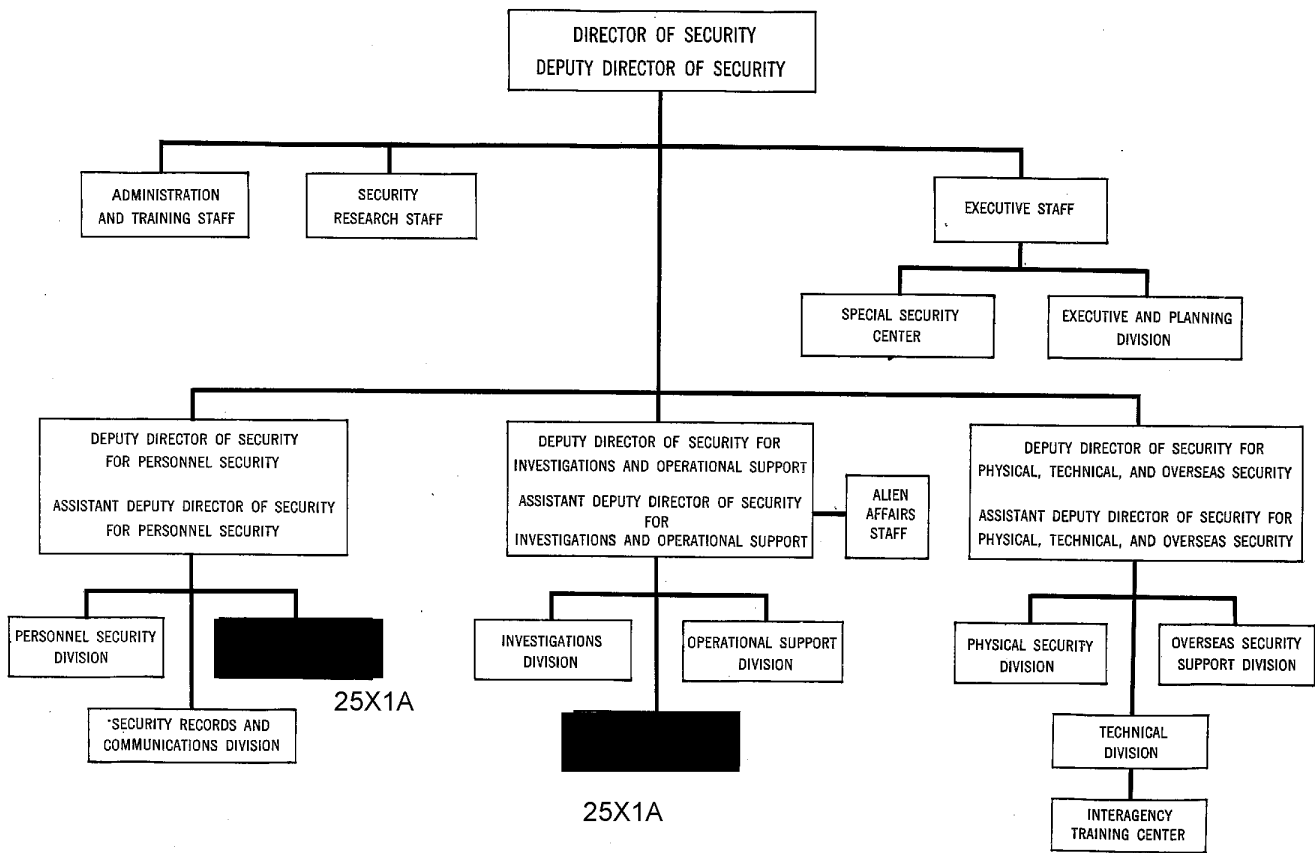 DIRECTOR OF SECURITY
DEPUTY DIRECTOR OF SECURITY
ADMINISTRATION
AND TRAINING STAFF
SECURITY
RESEARCH STAFF
EXECUTIVE STAFF
SPECIAL SECURITY
CENTER
EXECUTIVE AND PLANNING
DIVISION
DEPUTY DIRECTOR OF SECURITY
FOR PERSONNEL SECURITY
ASSISTANT DEPUTY DIRECTOR OF SECURITY
FOR PERSONNEL SECURITY
DEPUTY DIRECTOR OF SECURITY FOR
INVESTIGATIONS AND OPERATIONAL SUPPORT
ASSISTANT DEPUTY DIRECTOR OF SECURITY
FOR
INVESTIGATIONS AND OPERATIONAL SUPPORT
ALIEN
AFFAIRS
STAFF
DEPUTY DIRECTOR OF SECURITY FOR
PHYSICAL, TECHNICAL, AND OVERSEAS SECURITY
ASSISTANT DEPUTY DIRECTOR OF SECURITY FOR
PHYSICAL, TECHNICAL, AND OVERSEAS SECURITY
PERSONNEL SECURITY
DIVISION
25X1A
SECURITY RECORDS AND
COMMUNICATIONS DIVISION
INVESTIGATIONS
DIVISION
OPERATIONAL SUPPORT
DIVISION
25X1A
PHYSICAL SECURITY
DIVISION
OVERSEAS SECURITY
SUPPORT DIVISION
TECHNICAL
DIVISION
INTERAGENCY
TRAINING CENTER